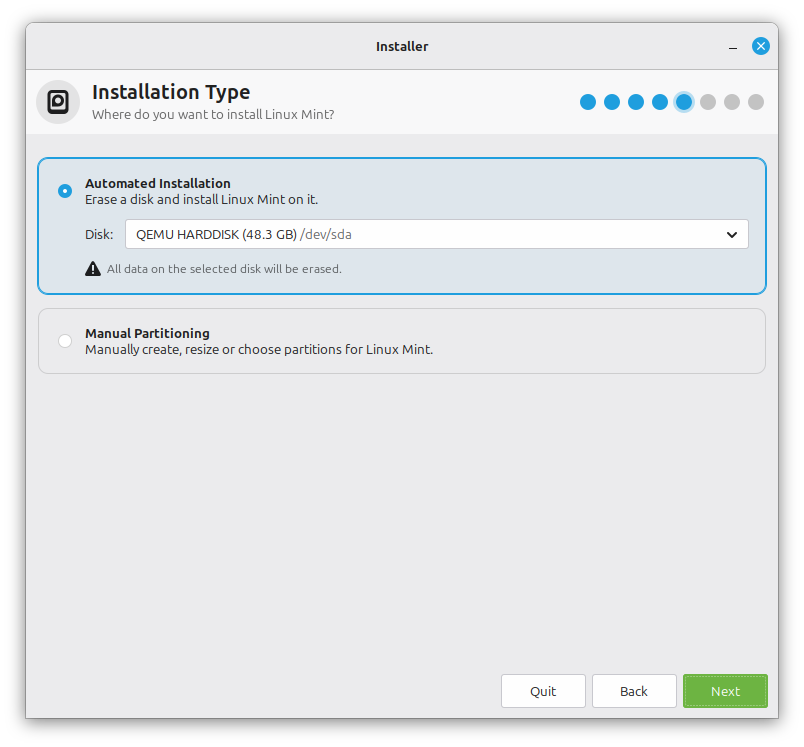 Installer
Installation Type
Where do you want to install Linux Mint?
Automated Installation
Erase a disk and install Linux Mint on it.
Disk: QEMU HARDDISK (48.3 GB) /dev/sda
All data on the selected disk will be erased.
Manual Partitioning
Manually create, resize or choose partitions for Linux Mint.
Quit Back Next